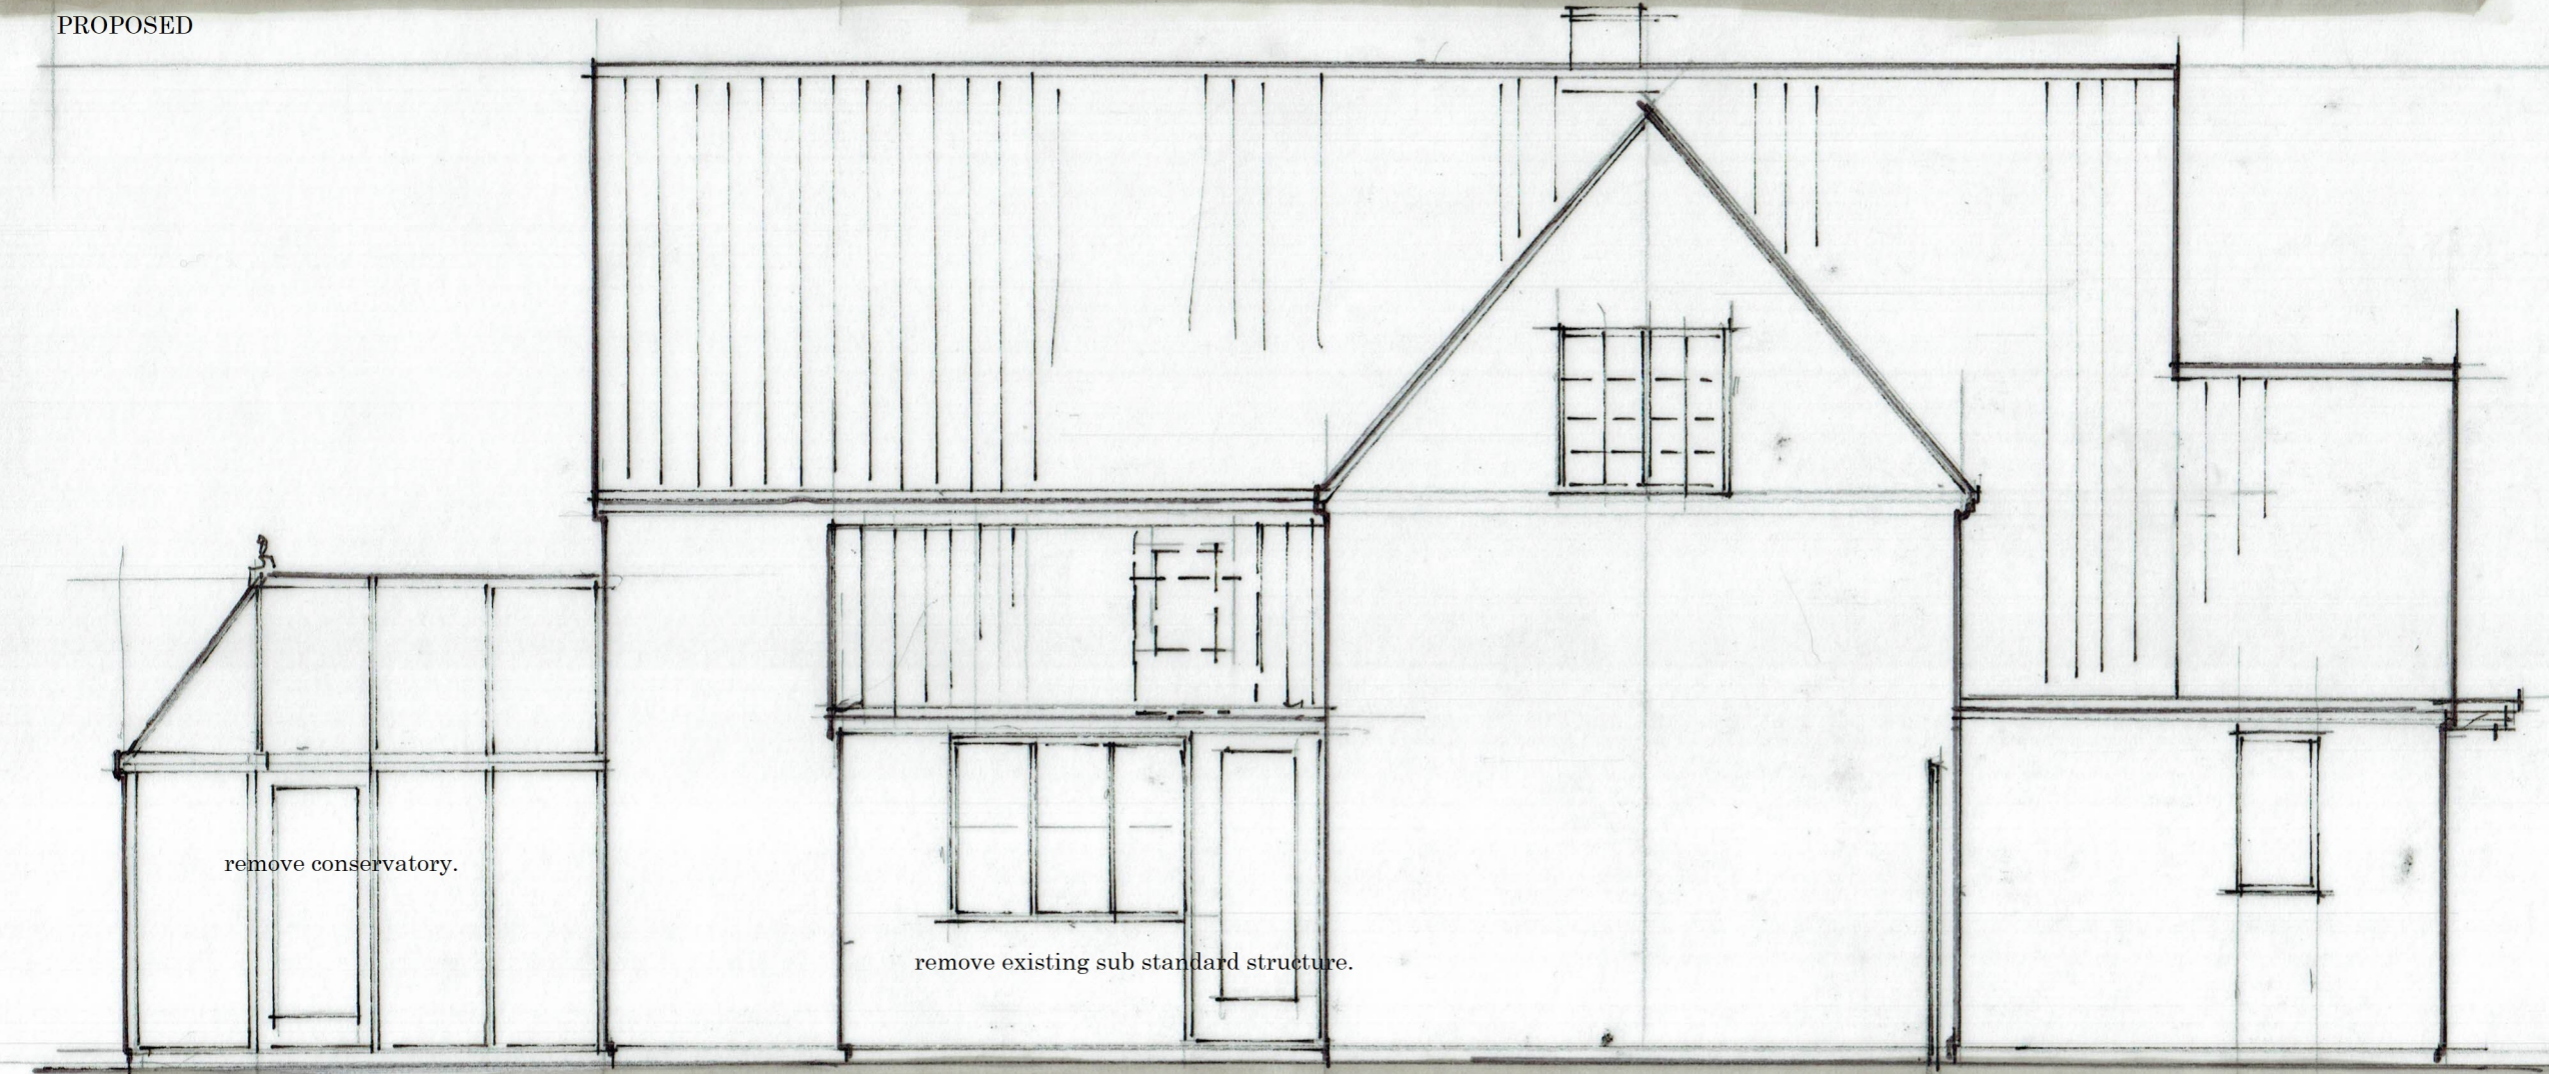 PROPOSED
remove conservatory.
remove existing sub standard structure.